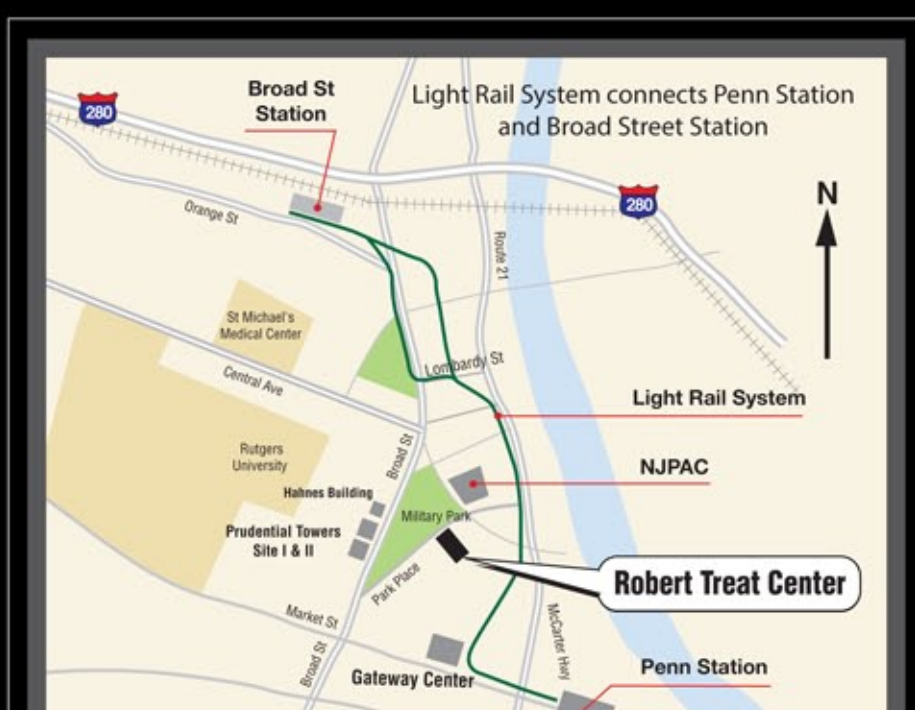 Light Rail System connects Penn Station
and Broad Street Station
280
Broad St
Station
N
280
Orange St
Route 21
St Michael's
Medical Center
Central Ave
Lombardy St
Light Rail System
Broad St
Rutgers
University
NJPAC
Hahnes Building
Military Park
Prudential Towers
Site I & II
Robert Treat Center
Park Place
Market St
McCarter Hwy
Broad St
Penn Station
Gateway Center